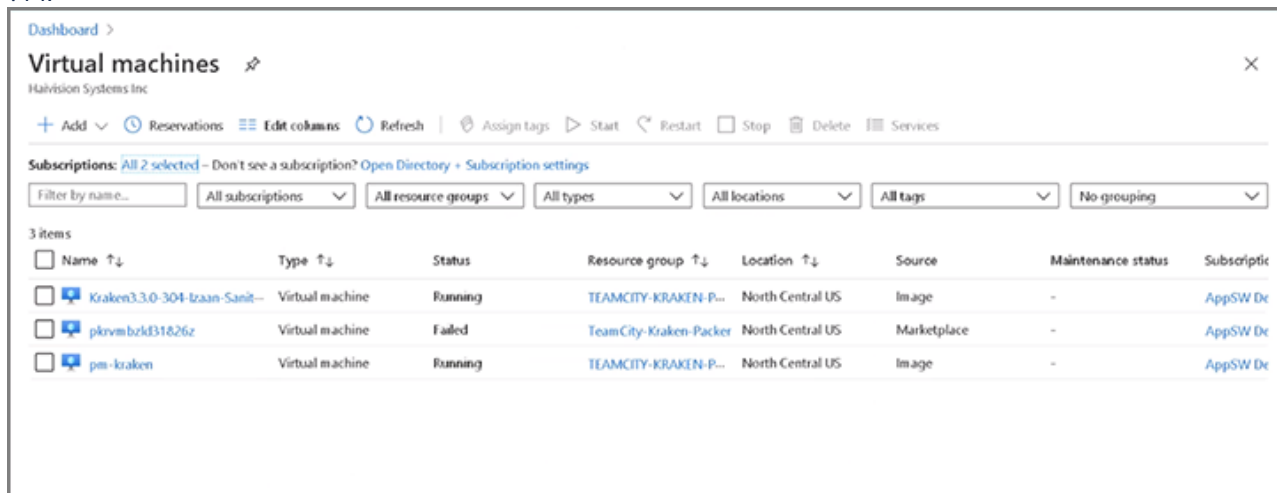 Dashboard >
Virtual machines
Haivision Systems Inc
+ Add Reservations Edit columns Refresh Assign tags Start Restart Stop Delete Services
Subscriptions: All 2 selected – Don't see a subscription? Open Directory + Subscription settings
Filter by name... All subscriptions All resource groups All types All locations All tags No grouping
3 items
Name ↑↓ Type ↑↓ Status Resource group ↑↓ Location ↑↓ Source Maintenance status Subscriptic
Kraken3.3.0-304-Izaan-Sanit... Virtual machine Running TEAMCITY-KRAKEN-P... North Central US Image - AppSW De
pkrvmbzkl31826z Virtual machine Failed TeamCity-Kraken-Packer North Central US Marketplace - AppSW De
pm-kraken Virtual machine Running TEAMCITY-KRAKEN-P... North Central US Image - AppSW De